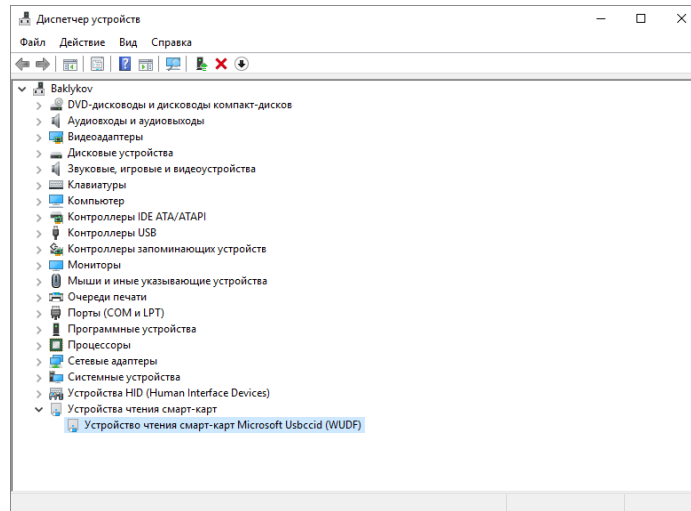 Диспетчер устройств
Файл Действие Вид Справка
Baklykov
DVD-дисководы и дисководы компакт-дисков
Аудиовходы и аудиовыходы
Видеоадаптеры
Дисковые устройства
Звуковые, игровые и видеоустройства
Клавиатуры
Компьютер
Контроллеры IDE ATA/ATAPI
Контроллеры USB
Контроллеры запоминающих устройств
Мониторы
Мыши и иные указывающие устройства
Очереди печати
Порты (COM и LPT)
Программные устройства
Процессоры
Сетевые адаптеры
Системные устройства
Устройства HID (Human Interface Devices)
Устройства чтения смарт-карт
Устройство чтения смарт-карт Microsoft Usbccid (WUDF)